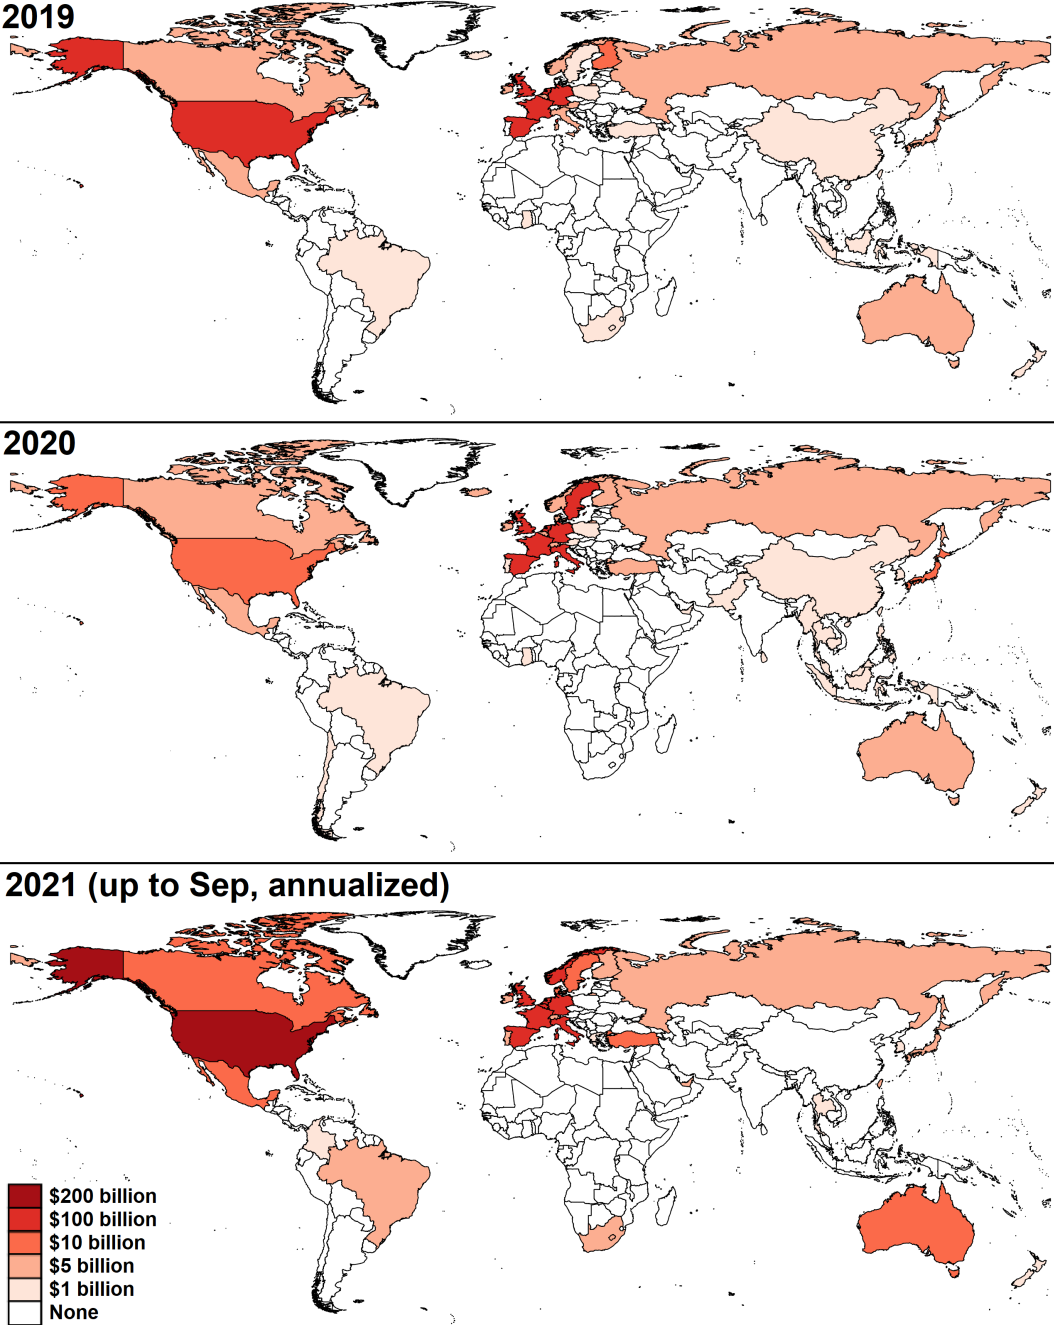 2019
2020
2021 (up to Sep, annualized)
$200 billion
$100 billion
$10 billion
$5 billion
$1 billion
None